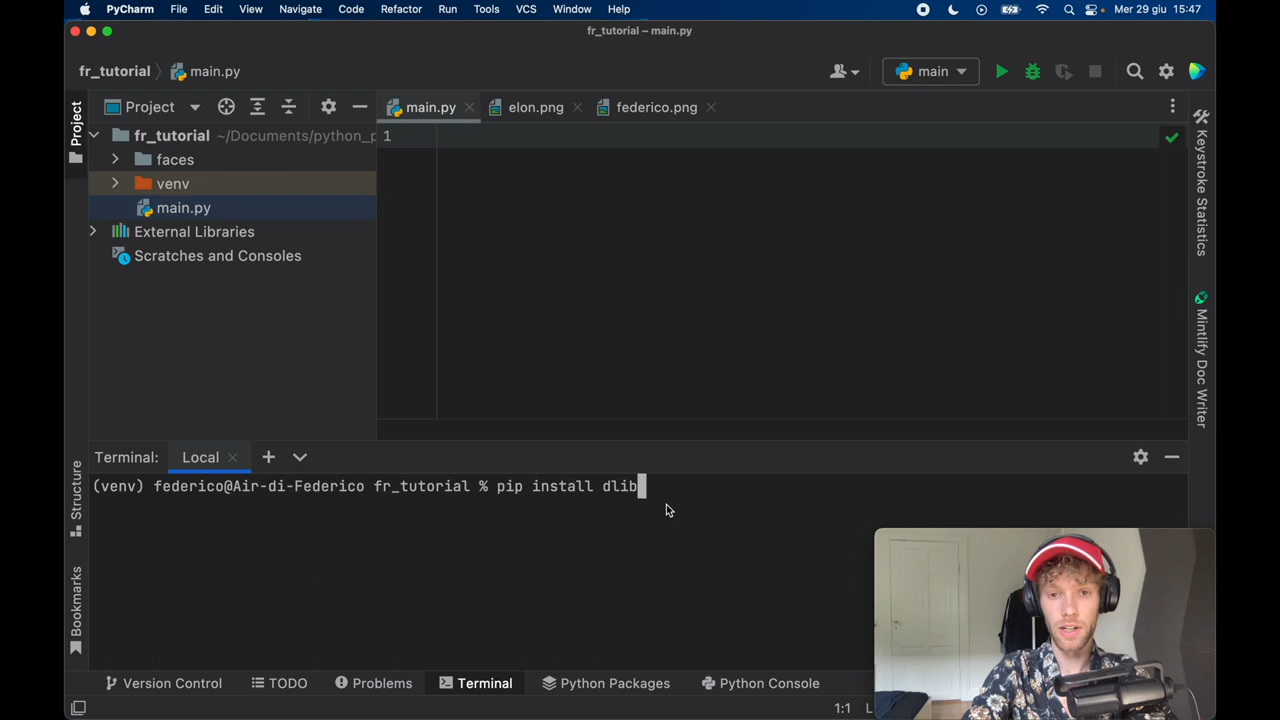 PyCharm File Edit View Navigate Code Refactor Run Tools VCS Window Help Mer 29 giu 15:47
fr_tutorial – main.py
fr_tutorial main.py main
Project main.py elon.png federico.png
fr_tutorial ~/Documents/python_p 1
faces
venv
main.py
External Libraries
Scratches and Consoles
Project
Structure
Bookmarks
Keystroke Statistics
Mintlify Doc Writer
Terminal: Local
(venv) federico@Air-di-Federico fr_tutorial % pip install dlib
Version Control TODO Problems Terminal Python Packages Python Console
1:1 L